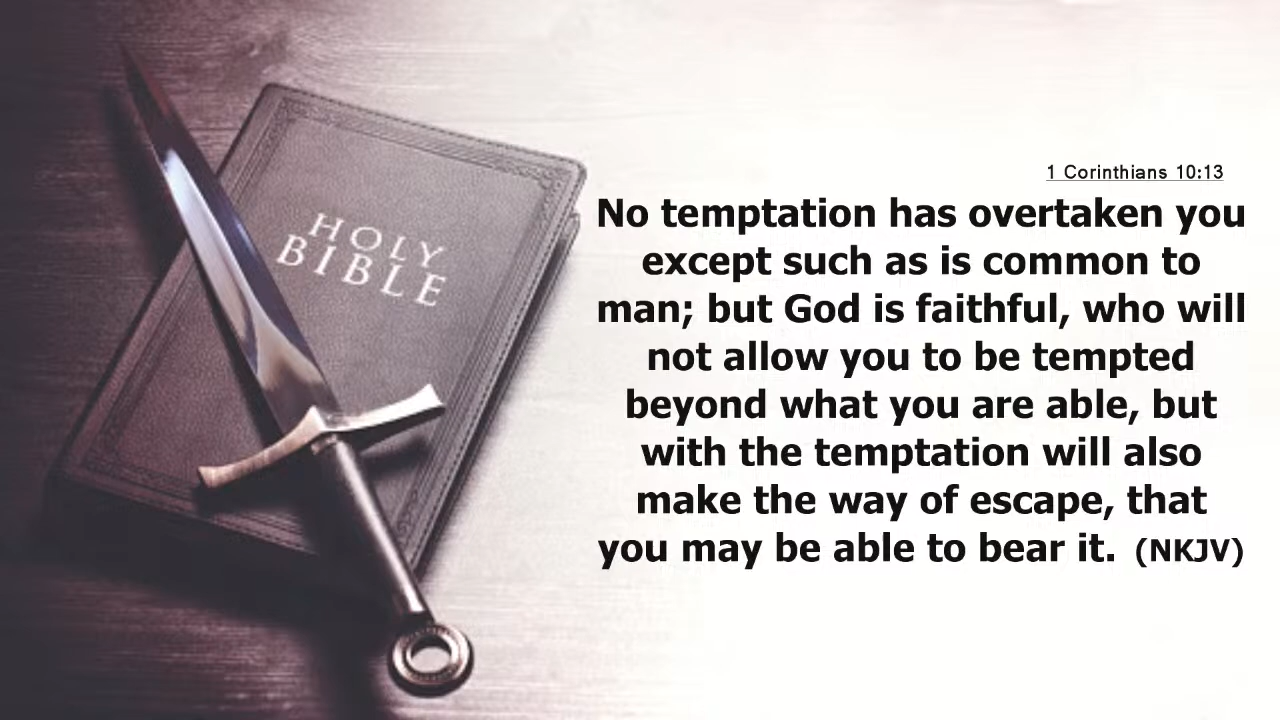 HOLY
BIBLE
1 Corinthians 10:13
No temptation has overtaken you
except such as is common to
man; but God is faithful, who will
not allow you to be tempted
beyond what you are able, but
with the temptation will also
make the way of escape, that
you may be able to bear it. (NKJV)